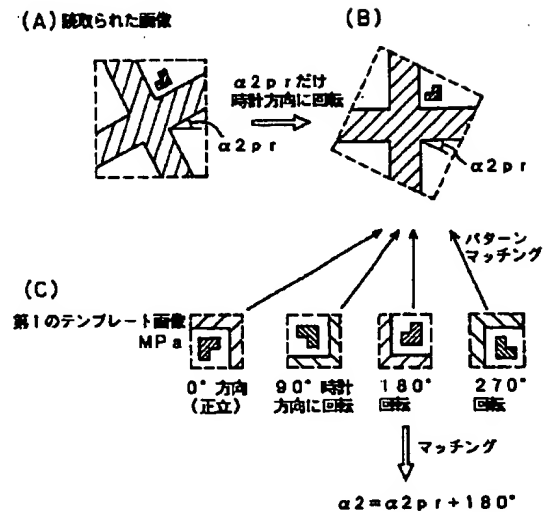 (A) 読取られた画像
(B)
α2prだけ
時計方向に回転
α2pr
α2pr
パターン
マッチング
(C)
第1のテンプレート画像
MPa
0°方向
(正立)
90°時計
方向に回転
180°
回転
270°
回転
マッチング
α2=α2pr+180°